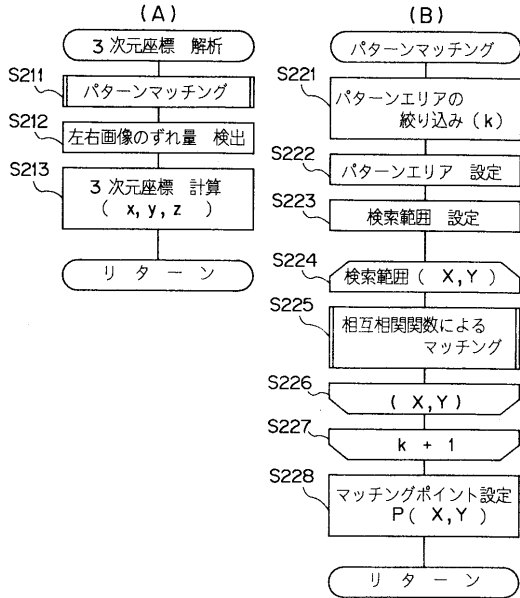 (A)
3次元座標 解析
S211
パターンマッチング
S212
左右画像のずれ量 検出
S213
3次元座標 計算
( x, y, z )
リターン
(B)
パターンマッチング
S221
パターンエリアの
絞り込み (k)
S222
パターンエリア 設定
S223
検索範囲 設定
S224
検索範囲 ( X, Y )
S225
相互相関関数による
マッチング
S226
( X, Y )
S227
k + 1
S228
マッチングポイント設定
P( X, Y )
リターン